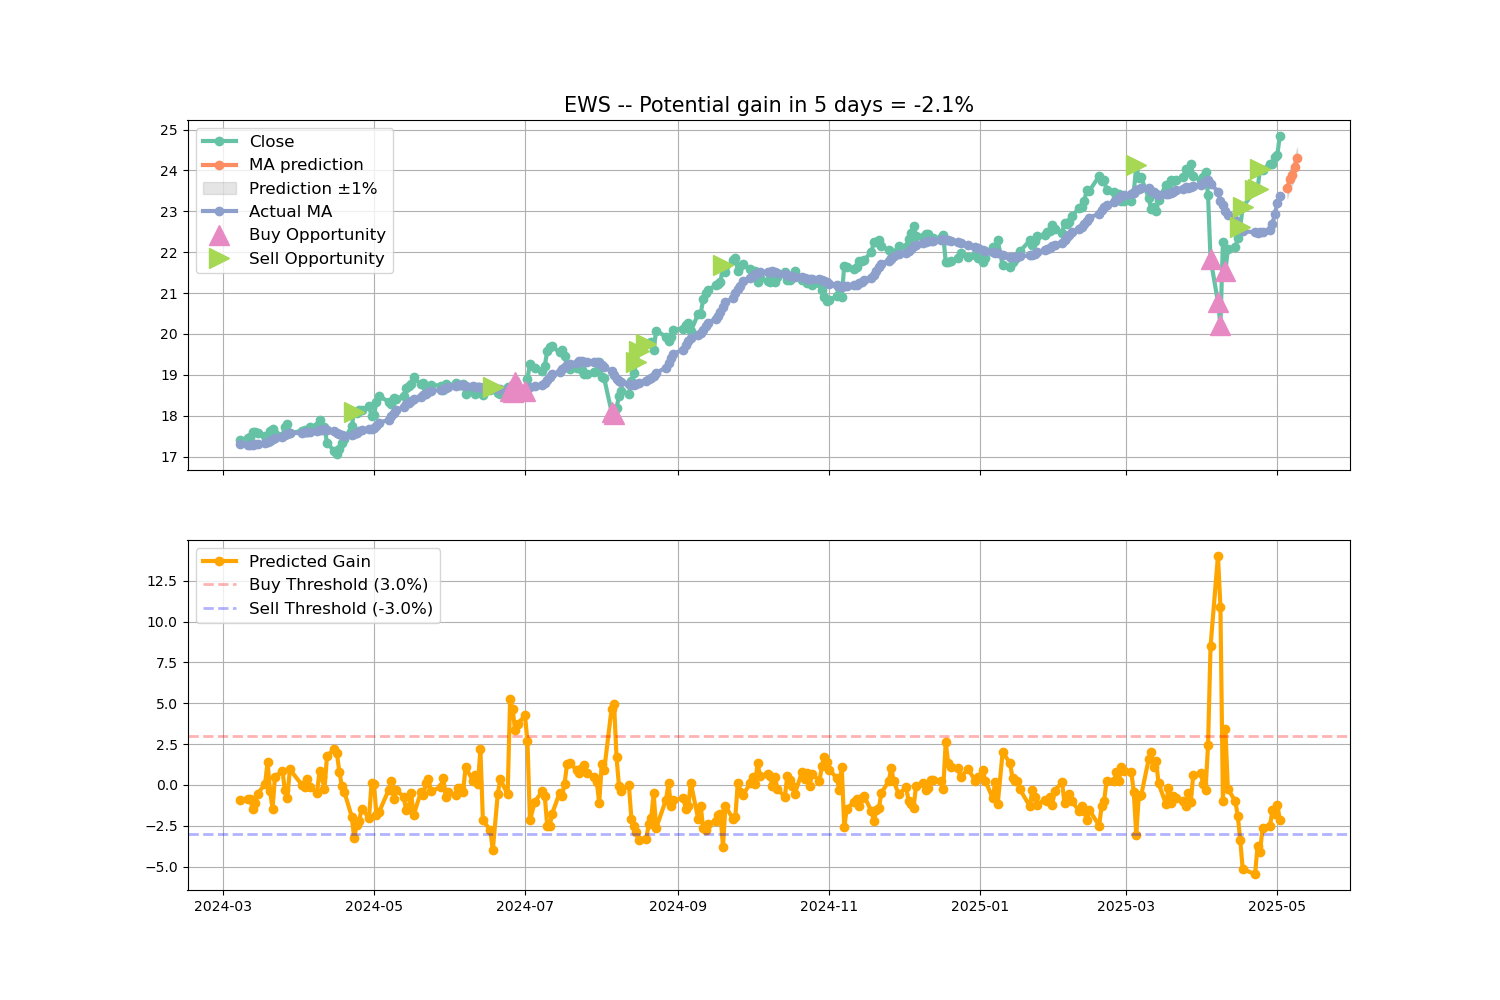 EWS -- Potential gain in 5 days = -2.1%
25
24
23
22
21
20
19
18
17
Close
MA prediction
Prediction ±1%
Actual MA
Buy Opportunity
Sell Opportunity
12.5
10.0
7.5
5.0
2.5
0.0
−2.5
−5.0
Predicted Gain
Buy Threshold (3.0%)
Sell Threshold (-3.0%)
2024-03
2024-05
2024-07
2024-09
2024-11
2025-01
2025-03
2025-05